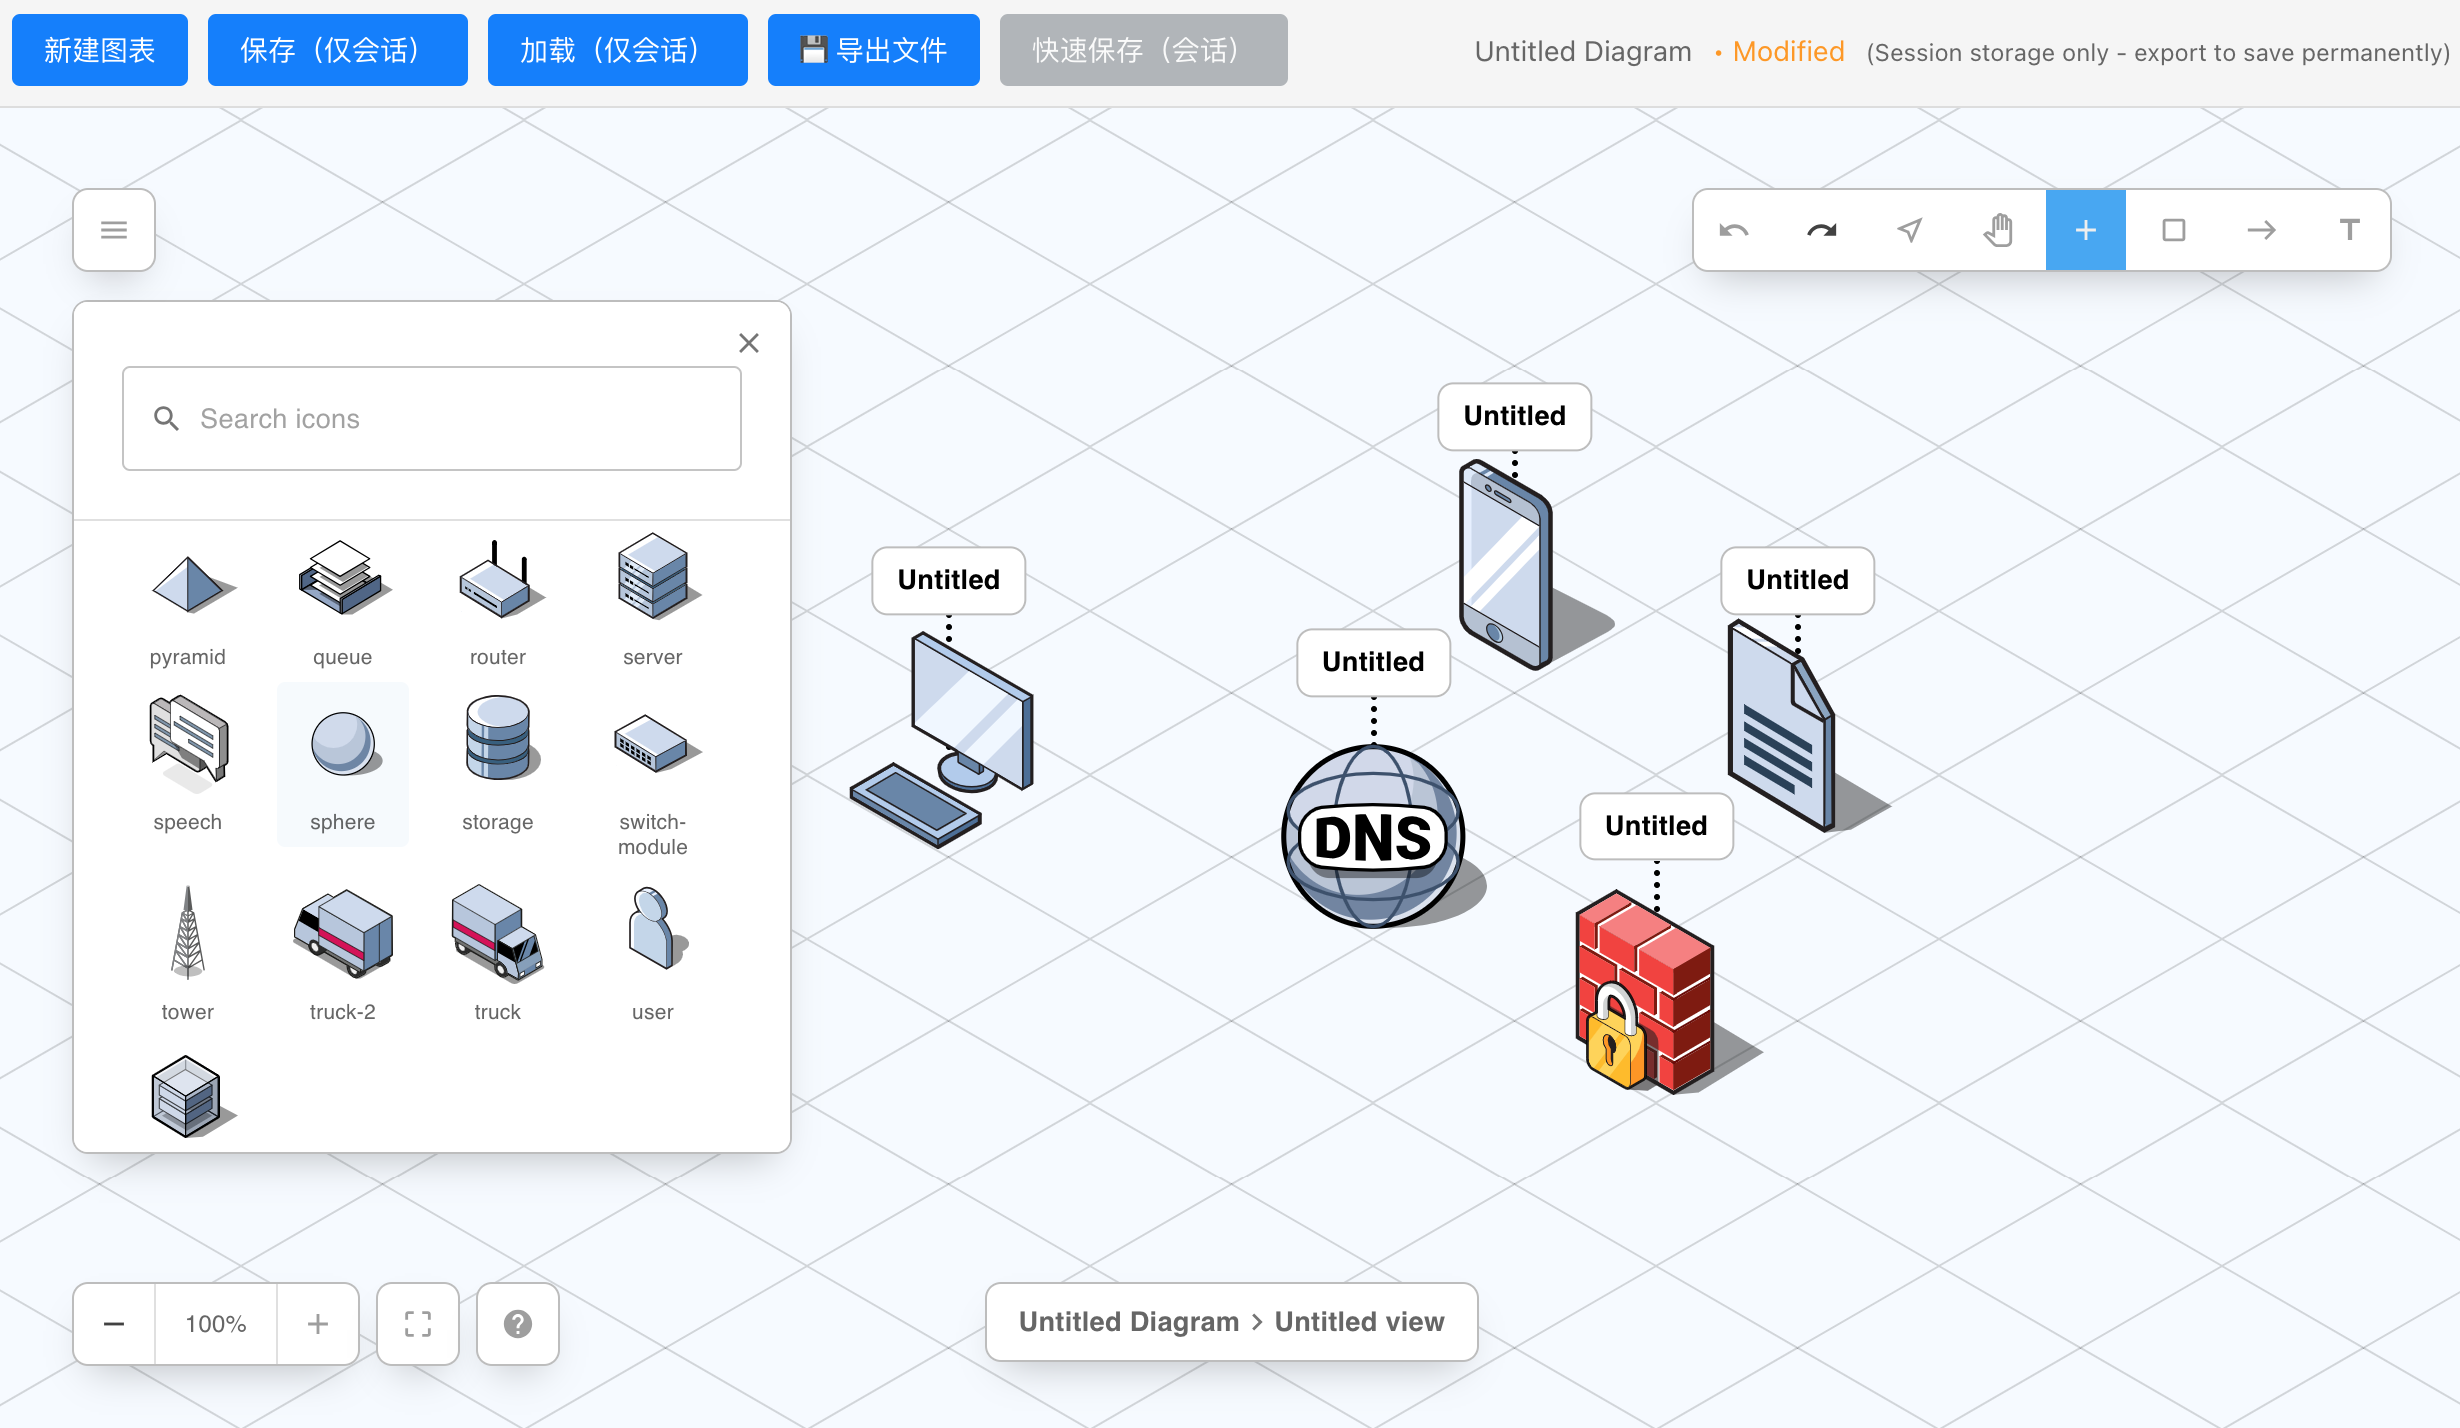 新建图表
保存（仅会话）
加载（仅会话）
💾 导出文件
快速保存（会话）
Untitled Diagram • Modified (Session storage only - export to save permanently)
T
Search icons
pyramid
queue
router
server
speech
sphere
storage
switch-
module
tower
truck-2
truck
user
Untitled
Untitled
Untitled
Untitled
DNS
Untitled
100%
?
Untitled Diagram > Untitled view